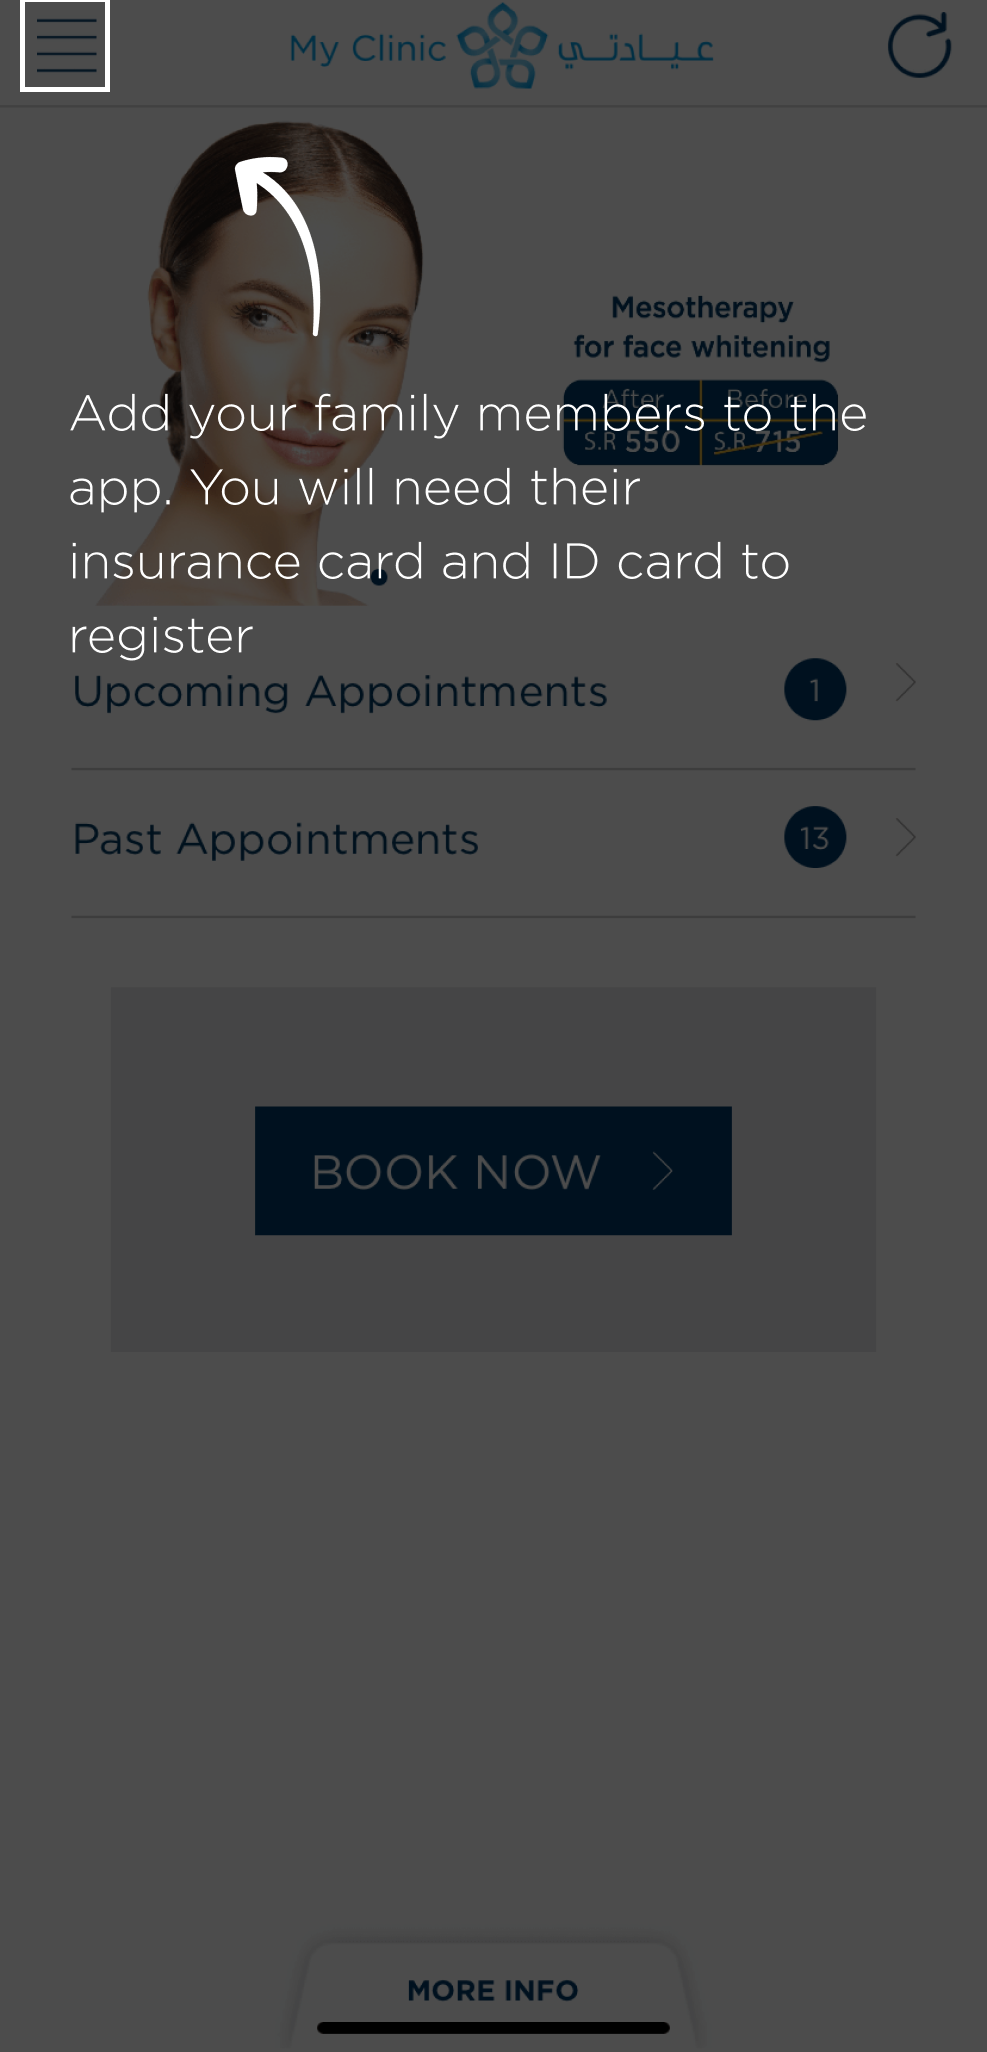 My Clinic عيادتي
Mesotherapy
for face whitening
After Before
S.R 550 S.R 715
Add your family members to the
app. You will need their
insurance card and ID card to
register
Upcoming Appointments 1
Past Appointments 13
BOOK NOW
MORE INFO